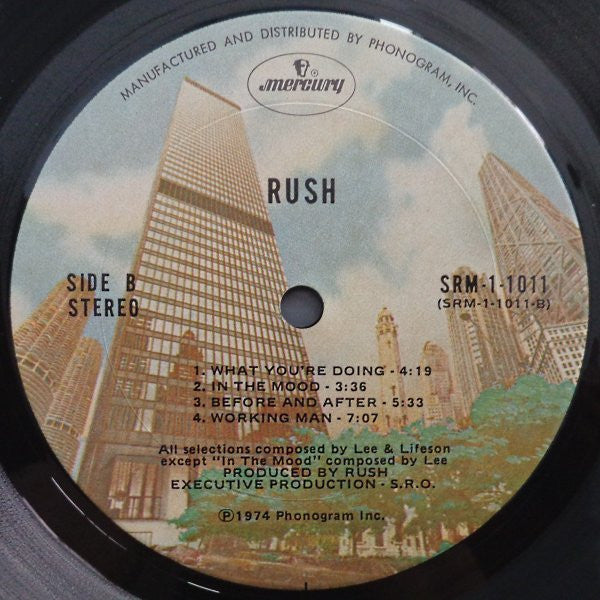 MANUFACTURED AND DISTRIBUTED BY PHONOGRAM, INC.
mercury
RUSH
SIDE B
STEREO
SRM-1-1011
(SRM-1-1011-B)
1. WHAT YOU'RE DOING - 4:19
2. IN THE MOOD - 3:36
3. BEFORE AND AFTER - 5:33
4. WORKING MAN - 7:07
All selections composed by Lee & Lifeson
except "In The Mood" composed by Lee
PRODUCED BY RUSH
EXECUTIVE PRODUCTION - S.R.O.
Ⓟ1974 Phonogram Inc.